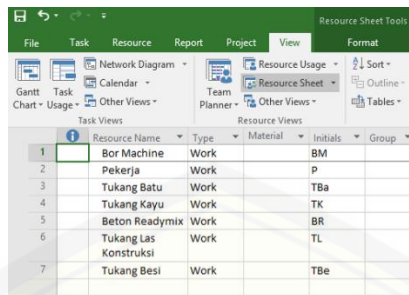 Resource Sheet Tools
File Task Resource Report Project View Format
Network Diagram
Calendar
Other Views
Gantt Chart
Task Usage
Task Views
Team Planner
Resource Usage
Resource Sheet
Other Views
Resource Views
Sort
Outline
Tables
Resource Name Type Material Initials Group
1 Bor Machine Work BM
2 Pekerja Work P
3 Tukang Batu Work TBa
4 Tukang Kayu Work TK
5 Beton Readymix Work BR
6 Tukang Las Konstruksi Work TL
7 Tukang Besi Work TBe